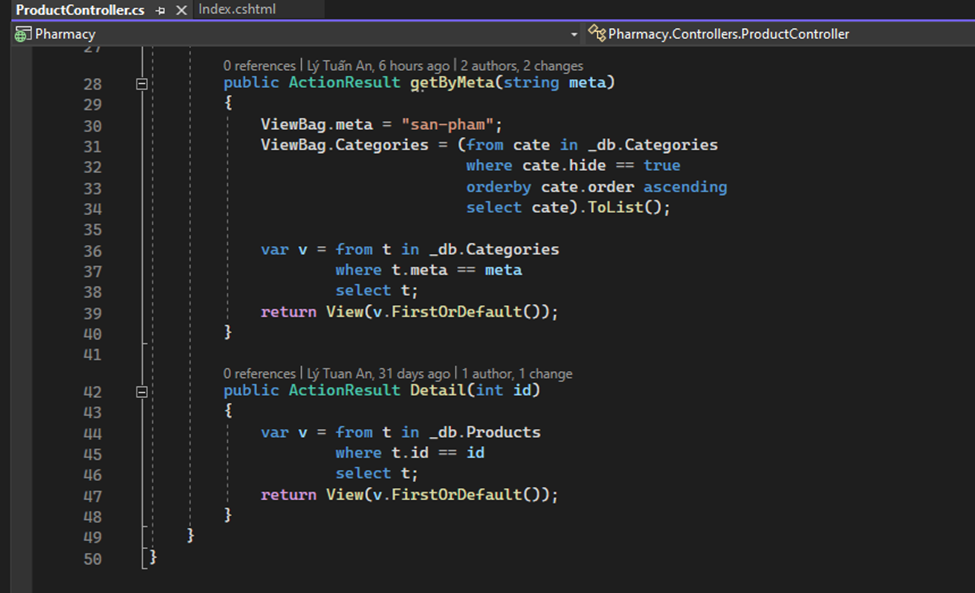 ProductController.cs Index.cshtml
Pharmacy Pharmacy.Controllers.ProductController
27
0 references | Lý Tuấn An, 6 hours ago | 2 authors, 2 changes
28 public ActionResult getByMeta(string meta)
29 {
30 ViewBag.meta = "san-pham";
31 ViewBag.Categories = (from cate in _db.Categories
32 where cate.hide == true
33 orderby cate.order ascending
34 select cate).ToList();
35
36 var v = from t in _db.Categories
37 where t.meta == meta
38 select t;
39 return View(v.FirstOrDefault());
40 }
41
0 references | Lý Tuan An, 31 days ago | 1 author, 1 change
42 public ActionResult Detail(int id)
43 {
44 var v = from t in _db.Products
45 where t.id == id
46 select t;
47 return View(v.FirstOrDefault());
48 }
49 }
50 }